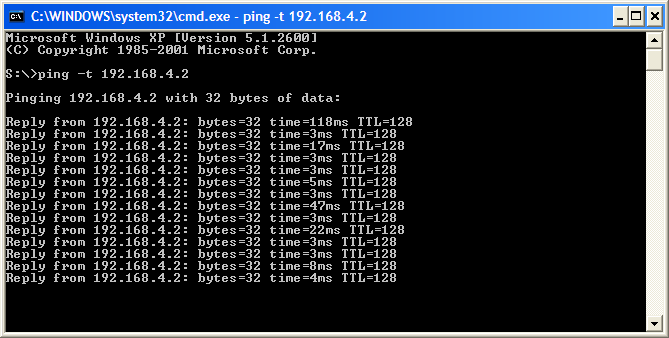 C:\WINDOWS\system32\cmd.exe - ping -t 192.168.4.2
Microsoft Windows XP [Version 5.1.2600]
(C) Copyright 1985-2001 Microsoft Corp.
S:\>ping -t 192.168.4.2
Pinging 192.168.4.2 with 32 bytes of data:
Reply from 192.168.4.2: bytes=32 time=118ms TTL=128
Reply from 192.168.4.2: bytes=32 time=3ms TTL=128
Reply from 192.168.4.2: bytes=32 time=17ms TTL=128
Reply from 192.168.4.2: bytes=32 time=3ms TTL=128
Reply from 192.168.4.2: bytes=32 time=3ms TTL=128
Reply from 192.168.4.2: bytes=32 time=5ms TTL=128
Reply from 192.168.4.2: bytes=32 time=3ms TTL=128
Reply from 192.168.4.2: bytes=32 time=47ms TTL=128
Reply from 192.168.4.2: bytes=32 time=3ms TTL=128
Reply from 192.168.4.2: bytes=32 time=22ms TTL=128
Reply from 192.168.4.2: bytes=32 time=3ms TTL=128
Reply from 192.168.4.2: bytes=32 time=3ms TTL=128
Reply from 192.168.4.2: bytes=32 time=8ms TTL=128
Reply from 192.168.4.2: bytes=32 time=4ms TTL=128